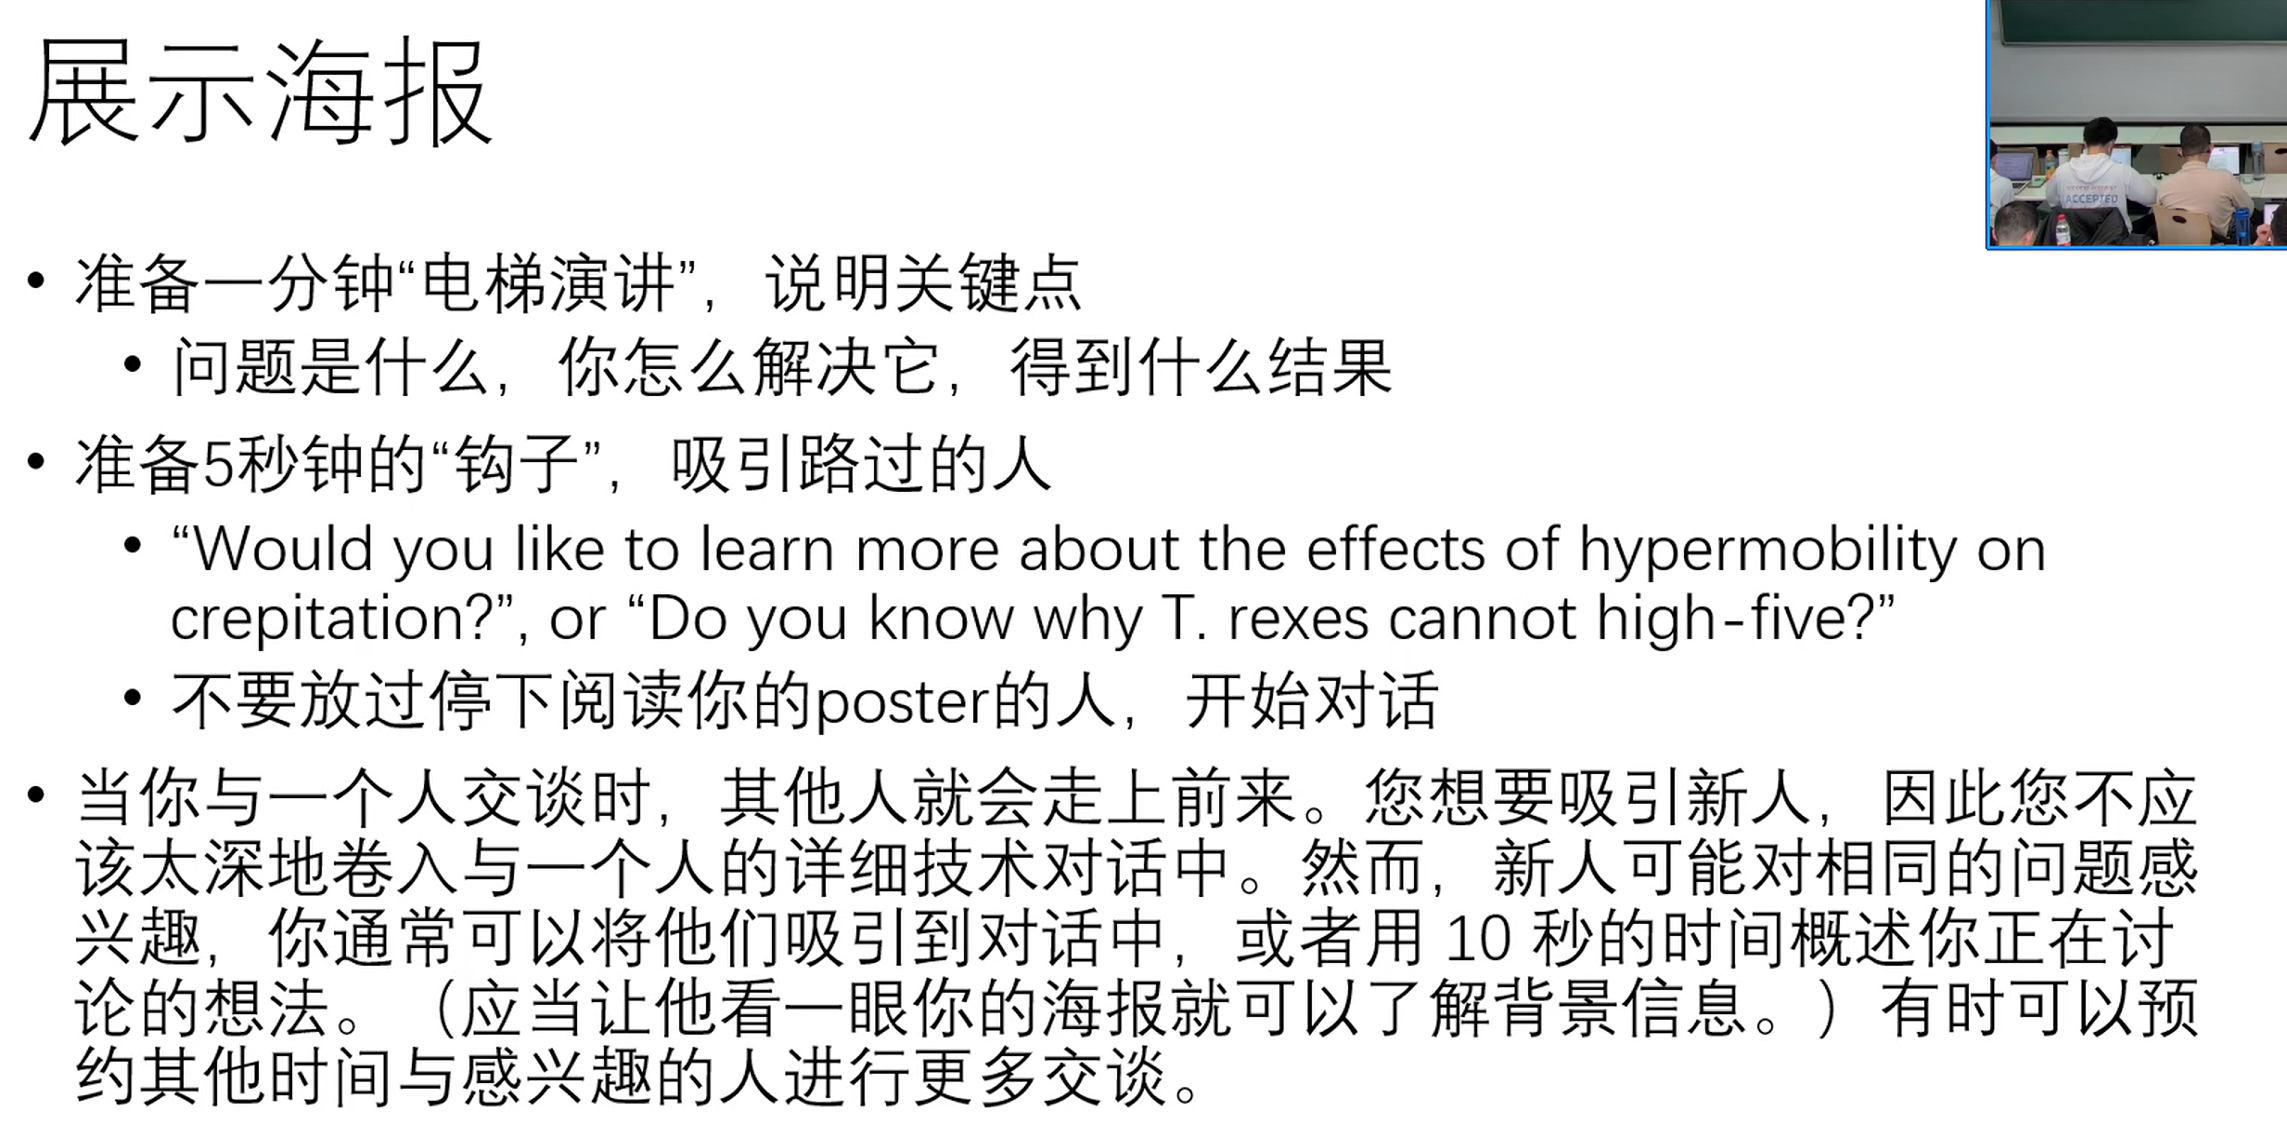 展示海报
ACCEPTED
• 准备一分钟“电梯演讲”，说明关键点
• 问题是什么，你怎么解决它，得到什么结果
• 准备5秒钟的“钩子”，吸引路过的人
• “Would you like to learn more about the effects of hypermobility on
crepitation?”, or “Do you know why T. rexes cannot high-five?”
• 不要放过停下阅读你的poster的人，开始对话
• 当你与一个人交谈时，其他人就会走上前来。您想要吸引新人，因此您不应
该太深地卷入与一个人的详细技术对话中。然而，新人可能对相同的问题感
兴趣，你通常可以将他们吸引到对话中，或者用 10 秒的时间概述你正在讨
论的想法。（应当让他看一眼你的海报就可以了解背景信息。）有时可以预
约其他时间与感兴趣的人进行更多交谈。